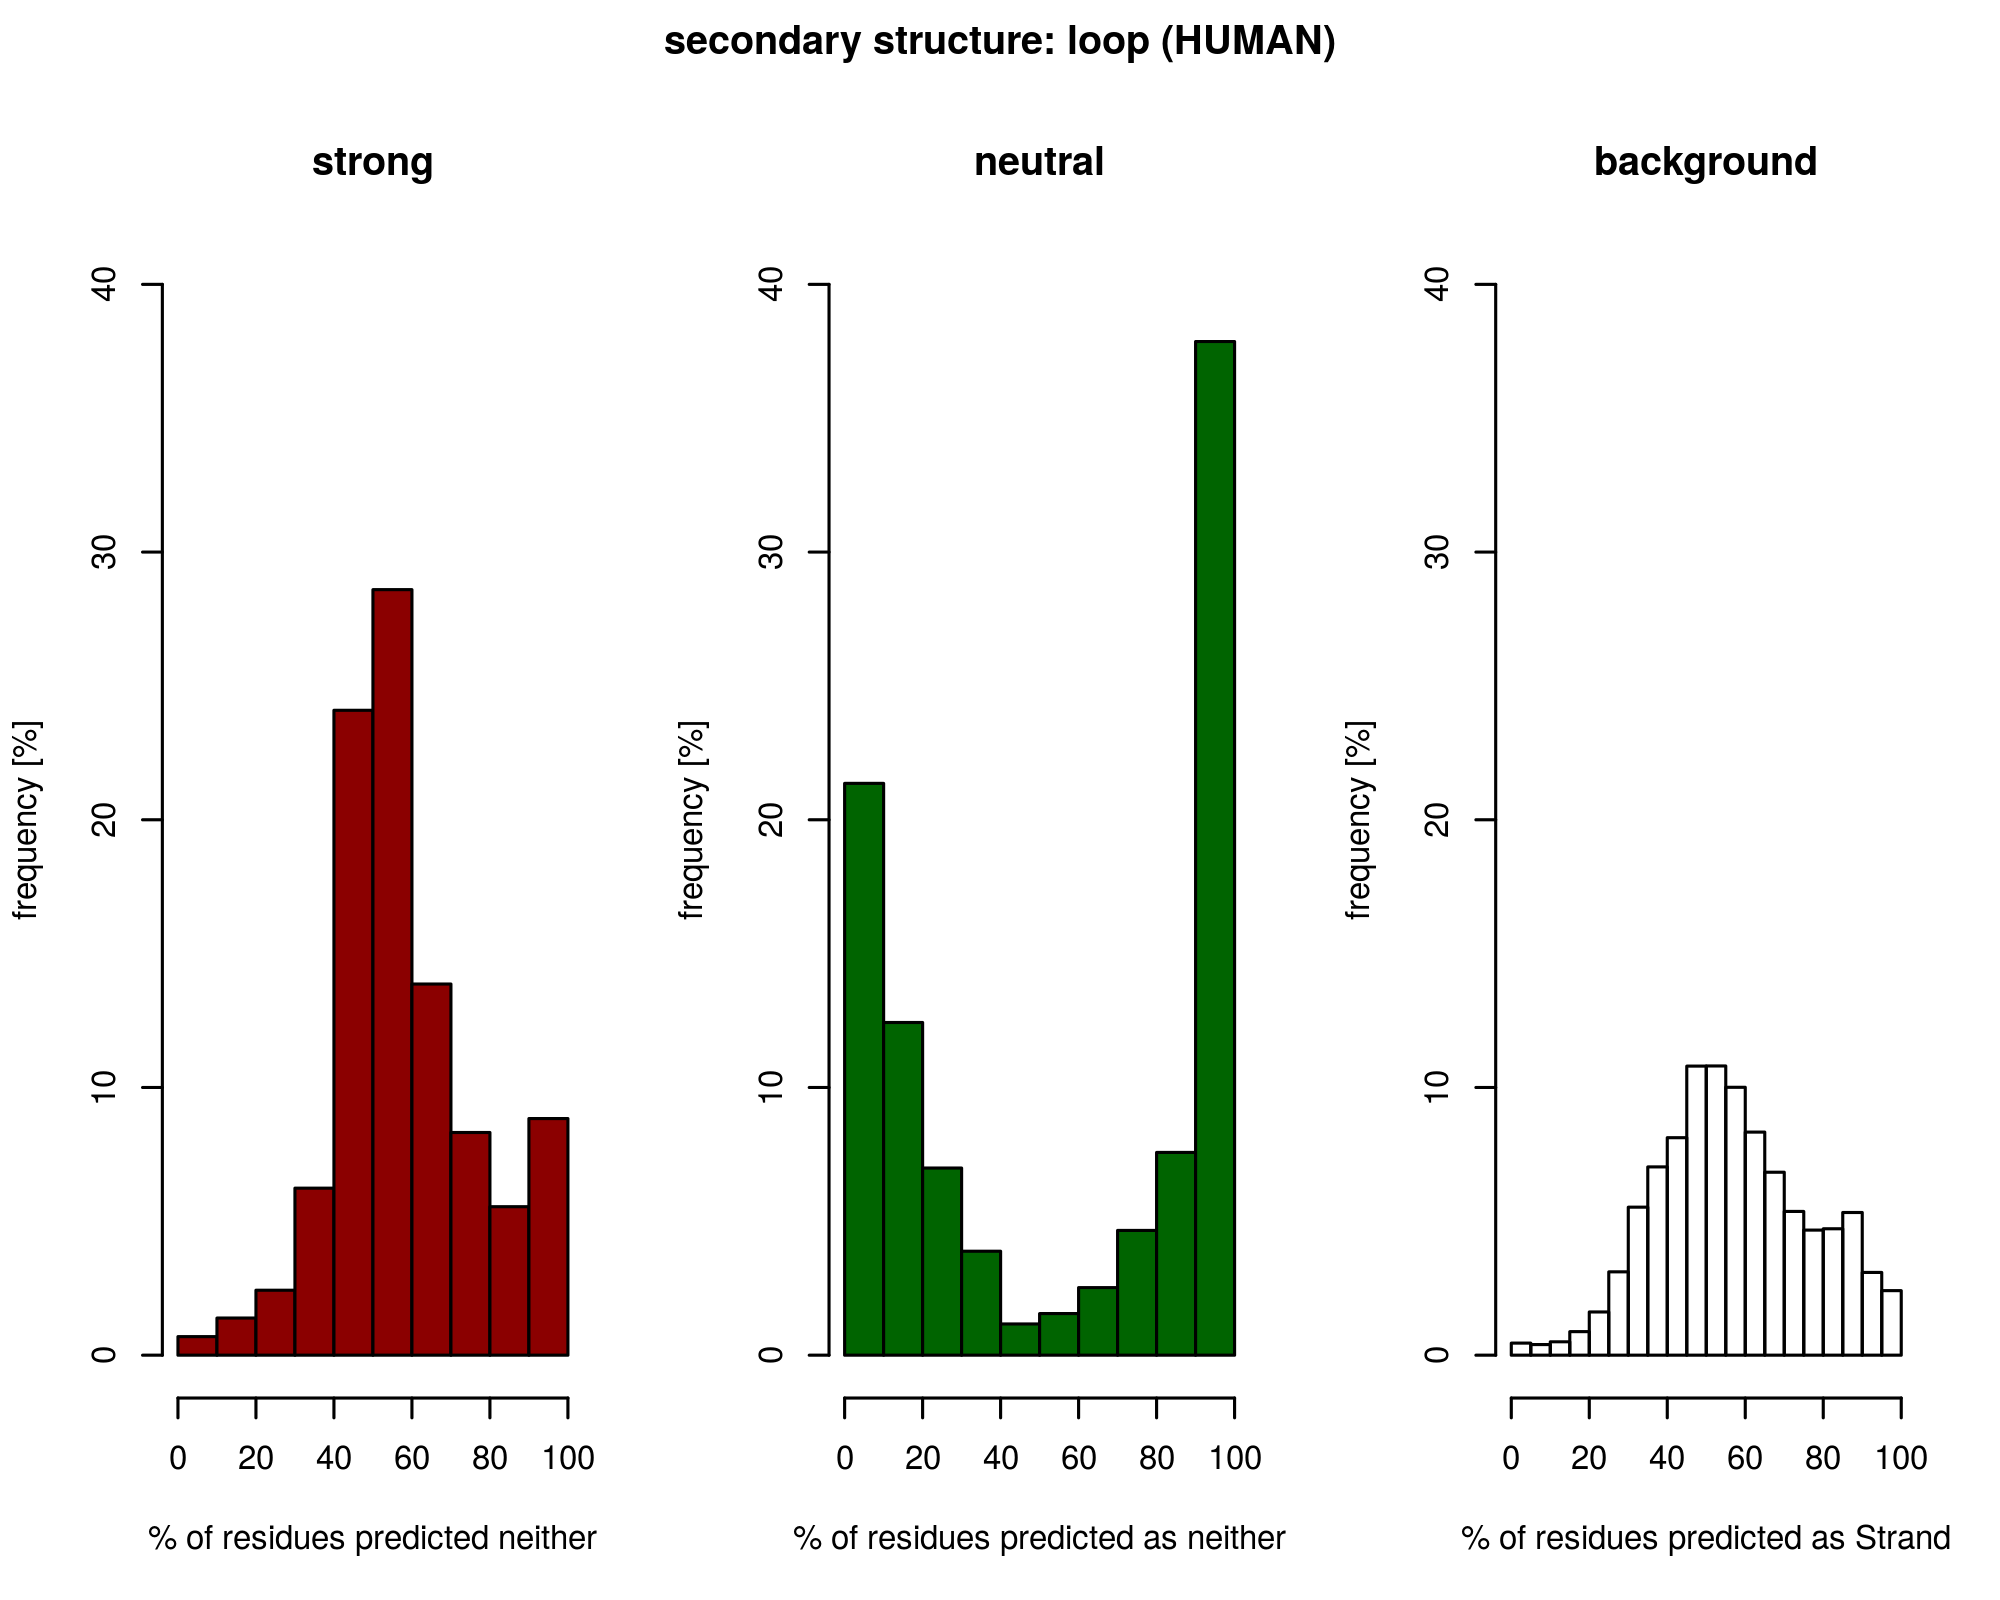 secondary structure: loop (HUMAN)
strong
frequency [%]
40
30
20
10
0
0 20 40 60 80 100
% of residues predicted neither
neutral
frequency [%]
40
30
20
10
0
0 20 40 60 80 100
% of residues predicted as neither
background
frequency [%]
40
30
20
10
0
0 20 40 60 80 100
% of residues predicted as Strand